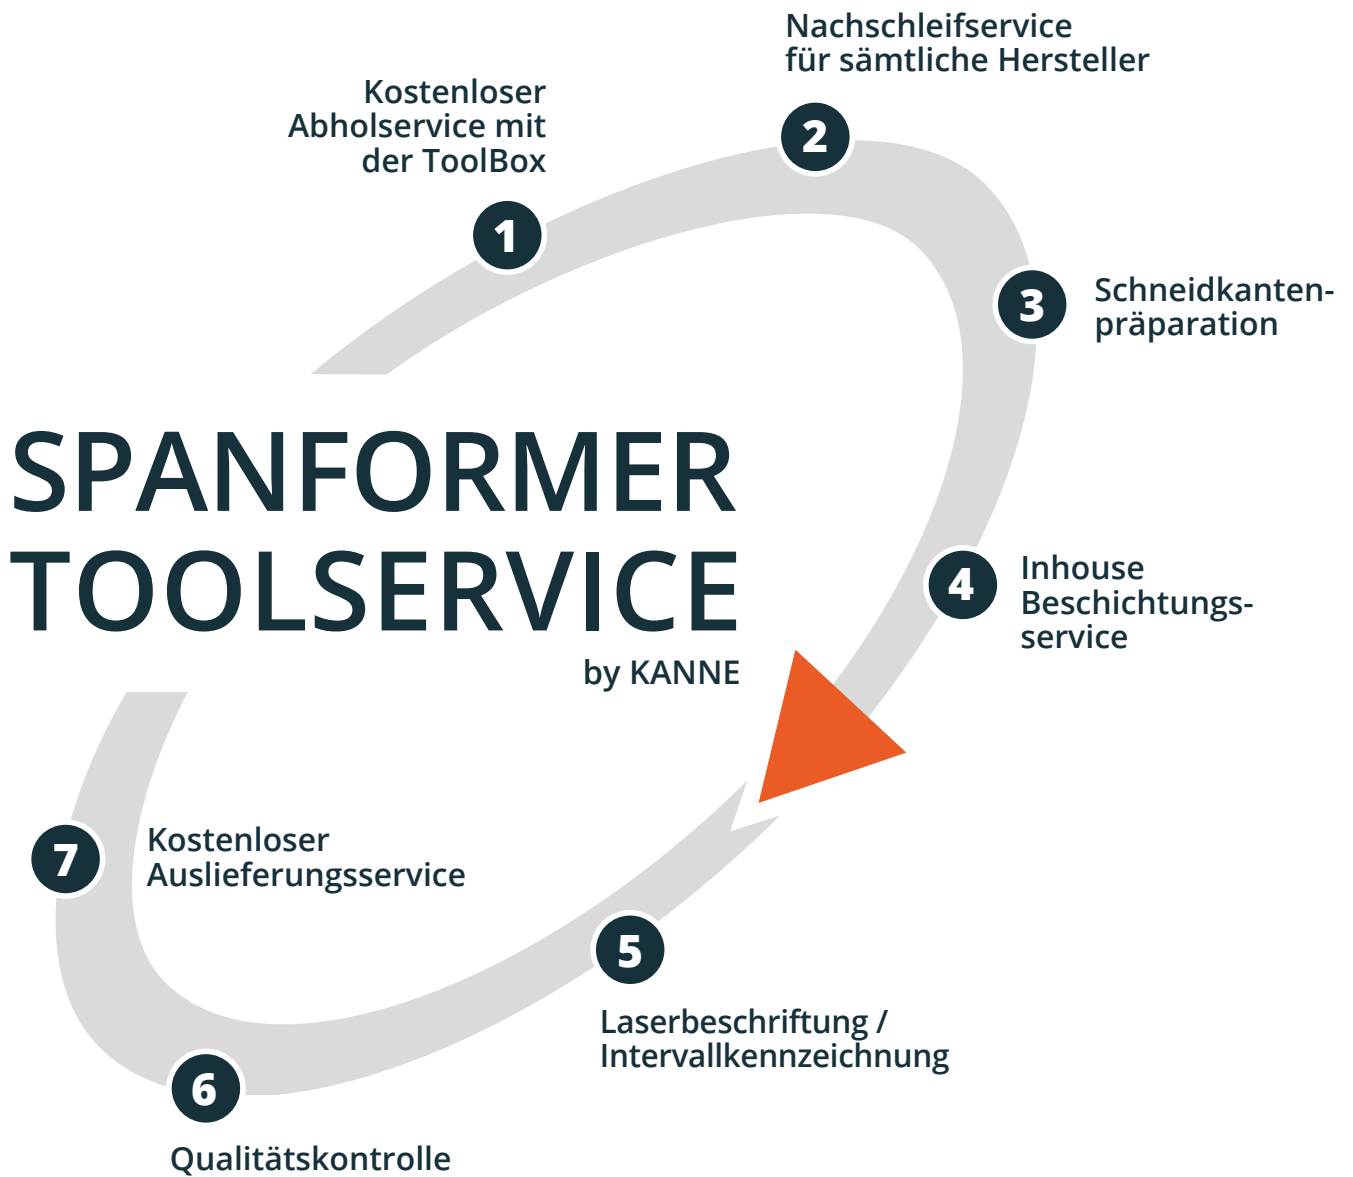 SPANFORMER
TOOLSERVICE
by KANNE
1
Kostenloser
Abholservice mit
der ToolBox
2
Nachschleifservice
für sämtliche Hersteller
3
Schneidkanten-
präparation
4
Inhouse
Beschichtungs-
service
5
Laserbeschriftung /
Intervallkennzeichnung
6
Qualitätskontrolle
7
Kostenloser
Auslieferungsservice